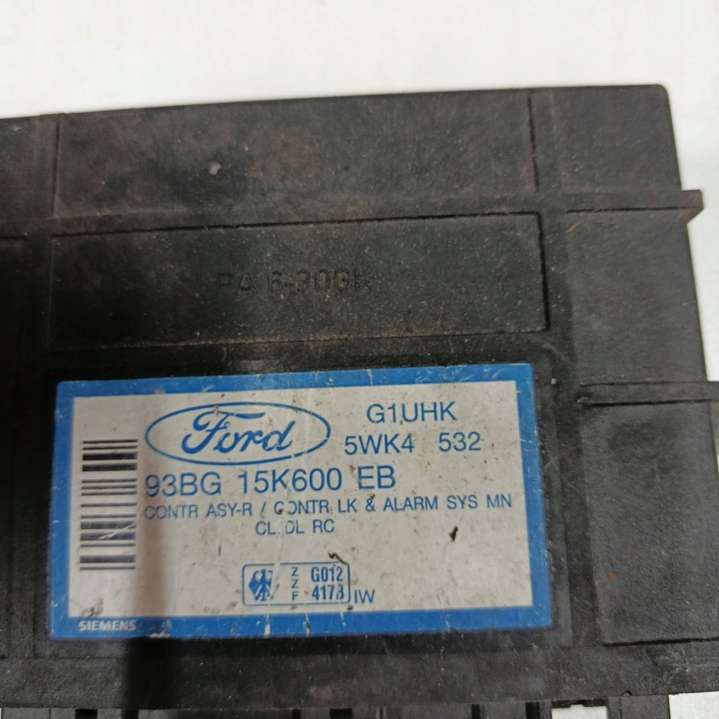 PA 6-30GK
Ford
G1UHK
5WK4 532
93BG 15K600 EB
CONTR ASY-R / CONTR LK & ALARM SYS MN
CL DL RC
Z Z F
G012
4173
IW
SIEMENS